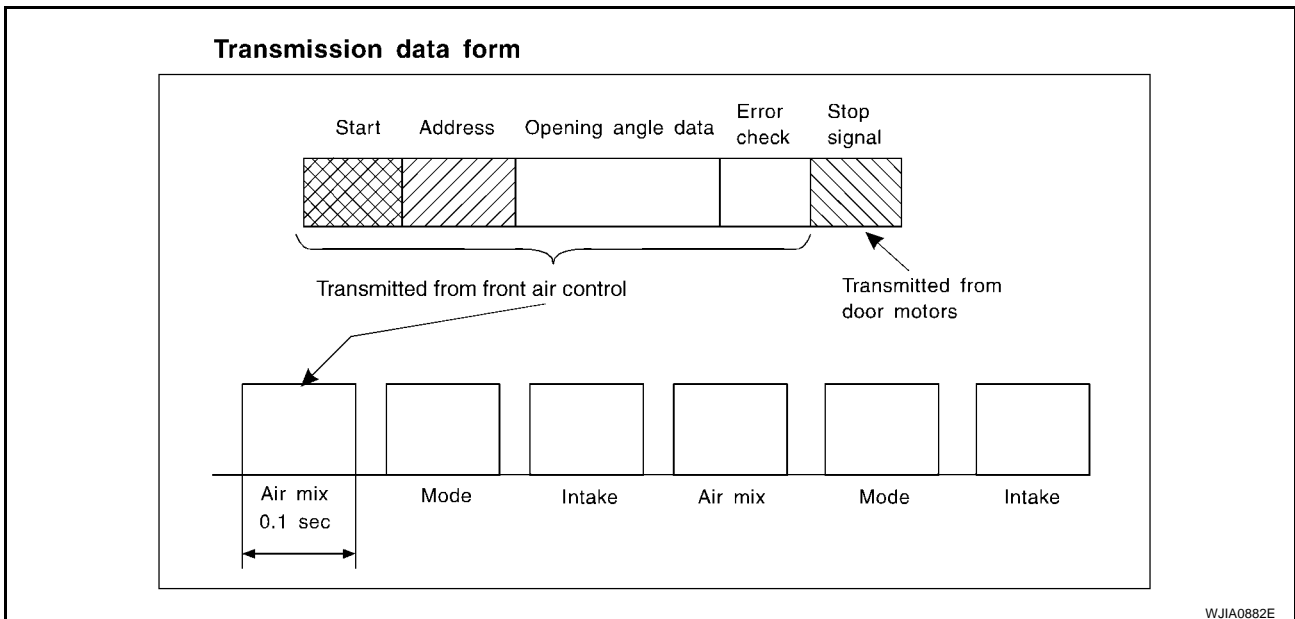 Transmission data form
Start Address Opening angle data Error check Stop signal
Transmitted from front air control
Transmitted from
door motors
Air mix Mode Intake Air mix Mode Intake
0.1 sec
WJIA0882E